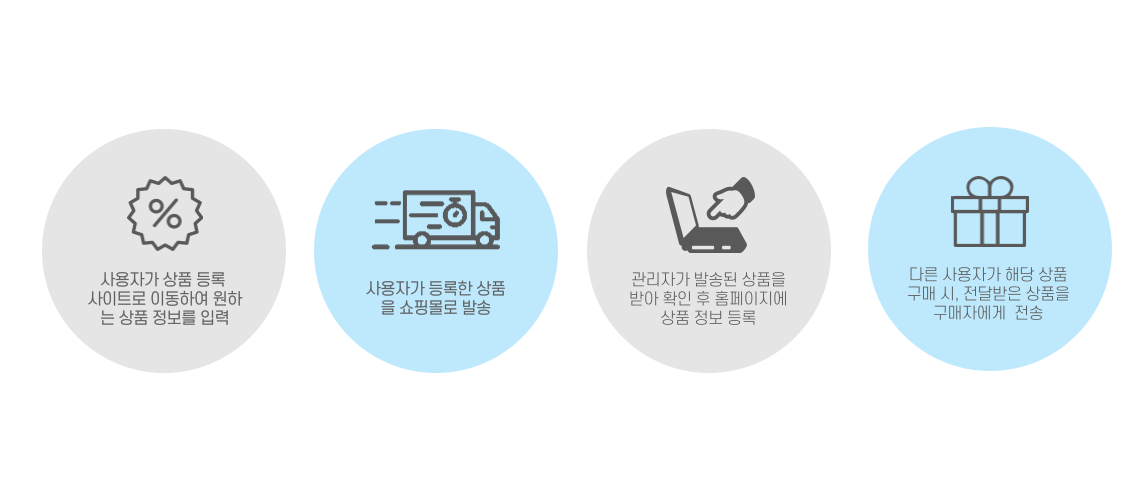 사용자가 상품 등록
사이트로 이동하여 원하
는 상품 정보를 입력
사용자가 등록한 상품
을 쇼핑몰로 발송
관리자가 발송된 상품을
받아 확인 후 홈페이지에
상품 정보 등록
다른 사용자가 해당 상품
구매 시, 전달받은 상품을
구매자에게 전송